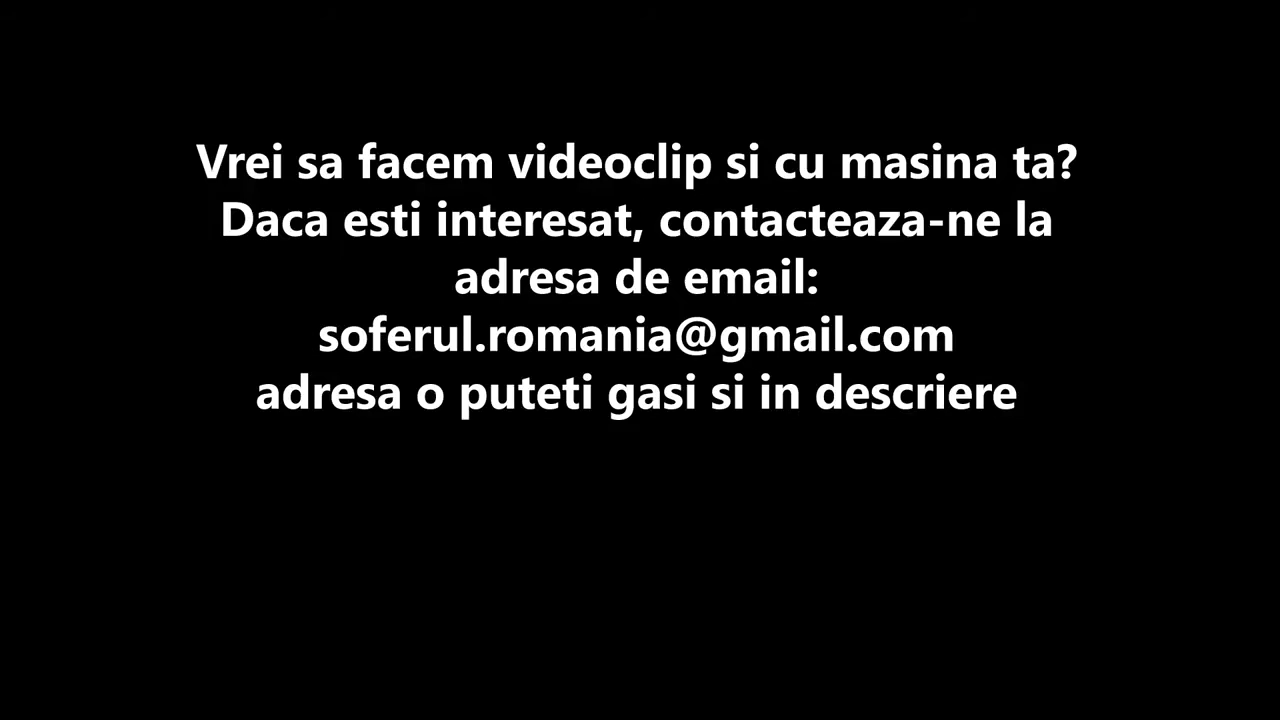 Vrei sa facem videoclip si cu masina ta?
Daca esti interesat, contacteaza-ne la
adresa de email:
soferul.romania@gmail.com
adresa o puteti gasi si in descriere